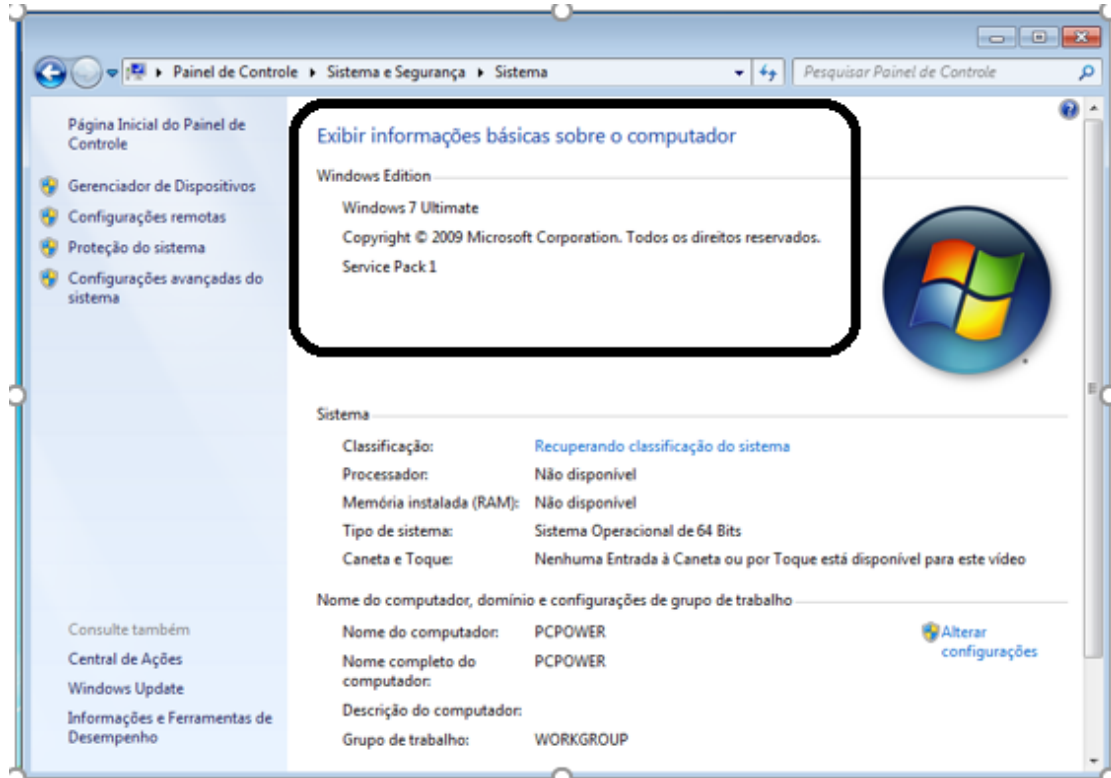 Painel de Controle ▸ Sistema e Segurança ▸ Sistema
Pesquisar Painel de Controle
Página Inicial do Painel de
Controle
Gerenciador de Dispositivos
Configurações remotas
Proteção do sistema
Configurações avançadas do
sistema
Consulte também
Central de Ações
Windows Update
Informações e Ferramentas de
Desempenho
Exibir informações básicas sobre o computador
Windows Edition
Windows 7 Ultimate
Copyright © 2009 Microsoft Corporation. Todos os direitos reservados.
Service Pack 1
Sistema
Classificação: Recuperando classificação do sistema
Processador: Não disponível
Memória instalada (RAM): Não disponível
Tipo de sistema: Sistema Operacional de 64 Bits
Caneta e Toque: Nenhuma Entrada à Caneta ou por Toque está disponível para este vídeo
Nome do computador, domínio e configurações de grupo de trabalho
Nome do computador: PCPOWER
Nome completo do
computador: PCPOWER
Descrição do computador:
Grupo de trabalho: WORKGROUP
Alterar
configurações